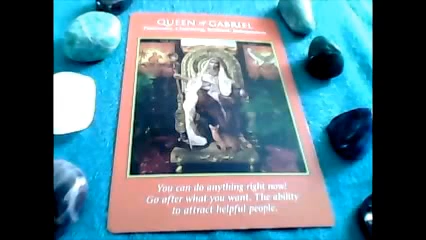 QUEEN of GABRIEL
You can do anything right now!
Go after what you want. The ability
to attract helpful people.